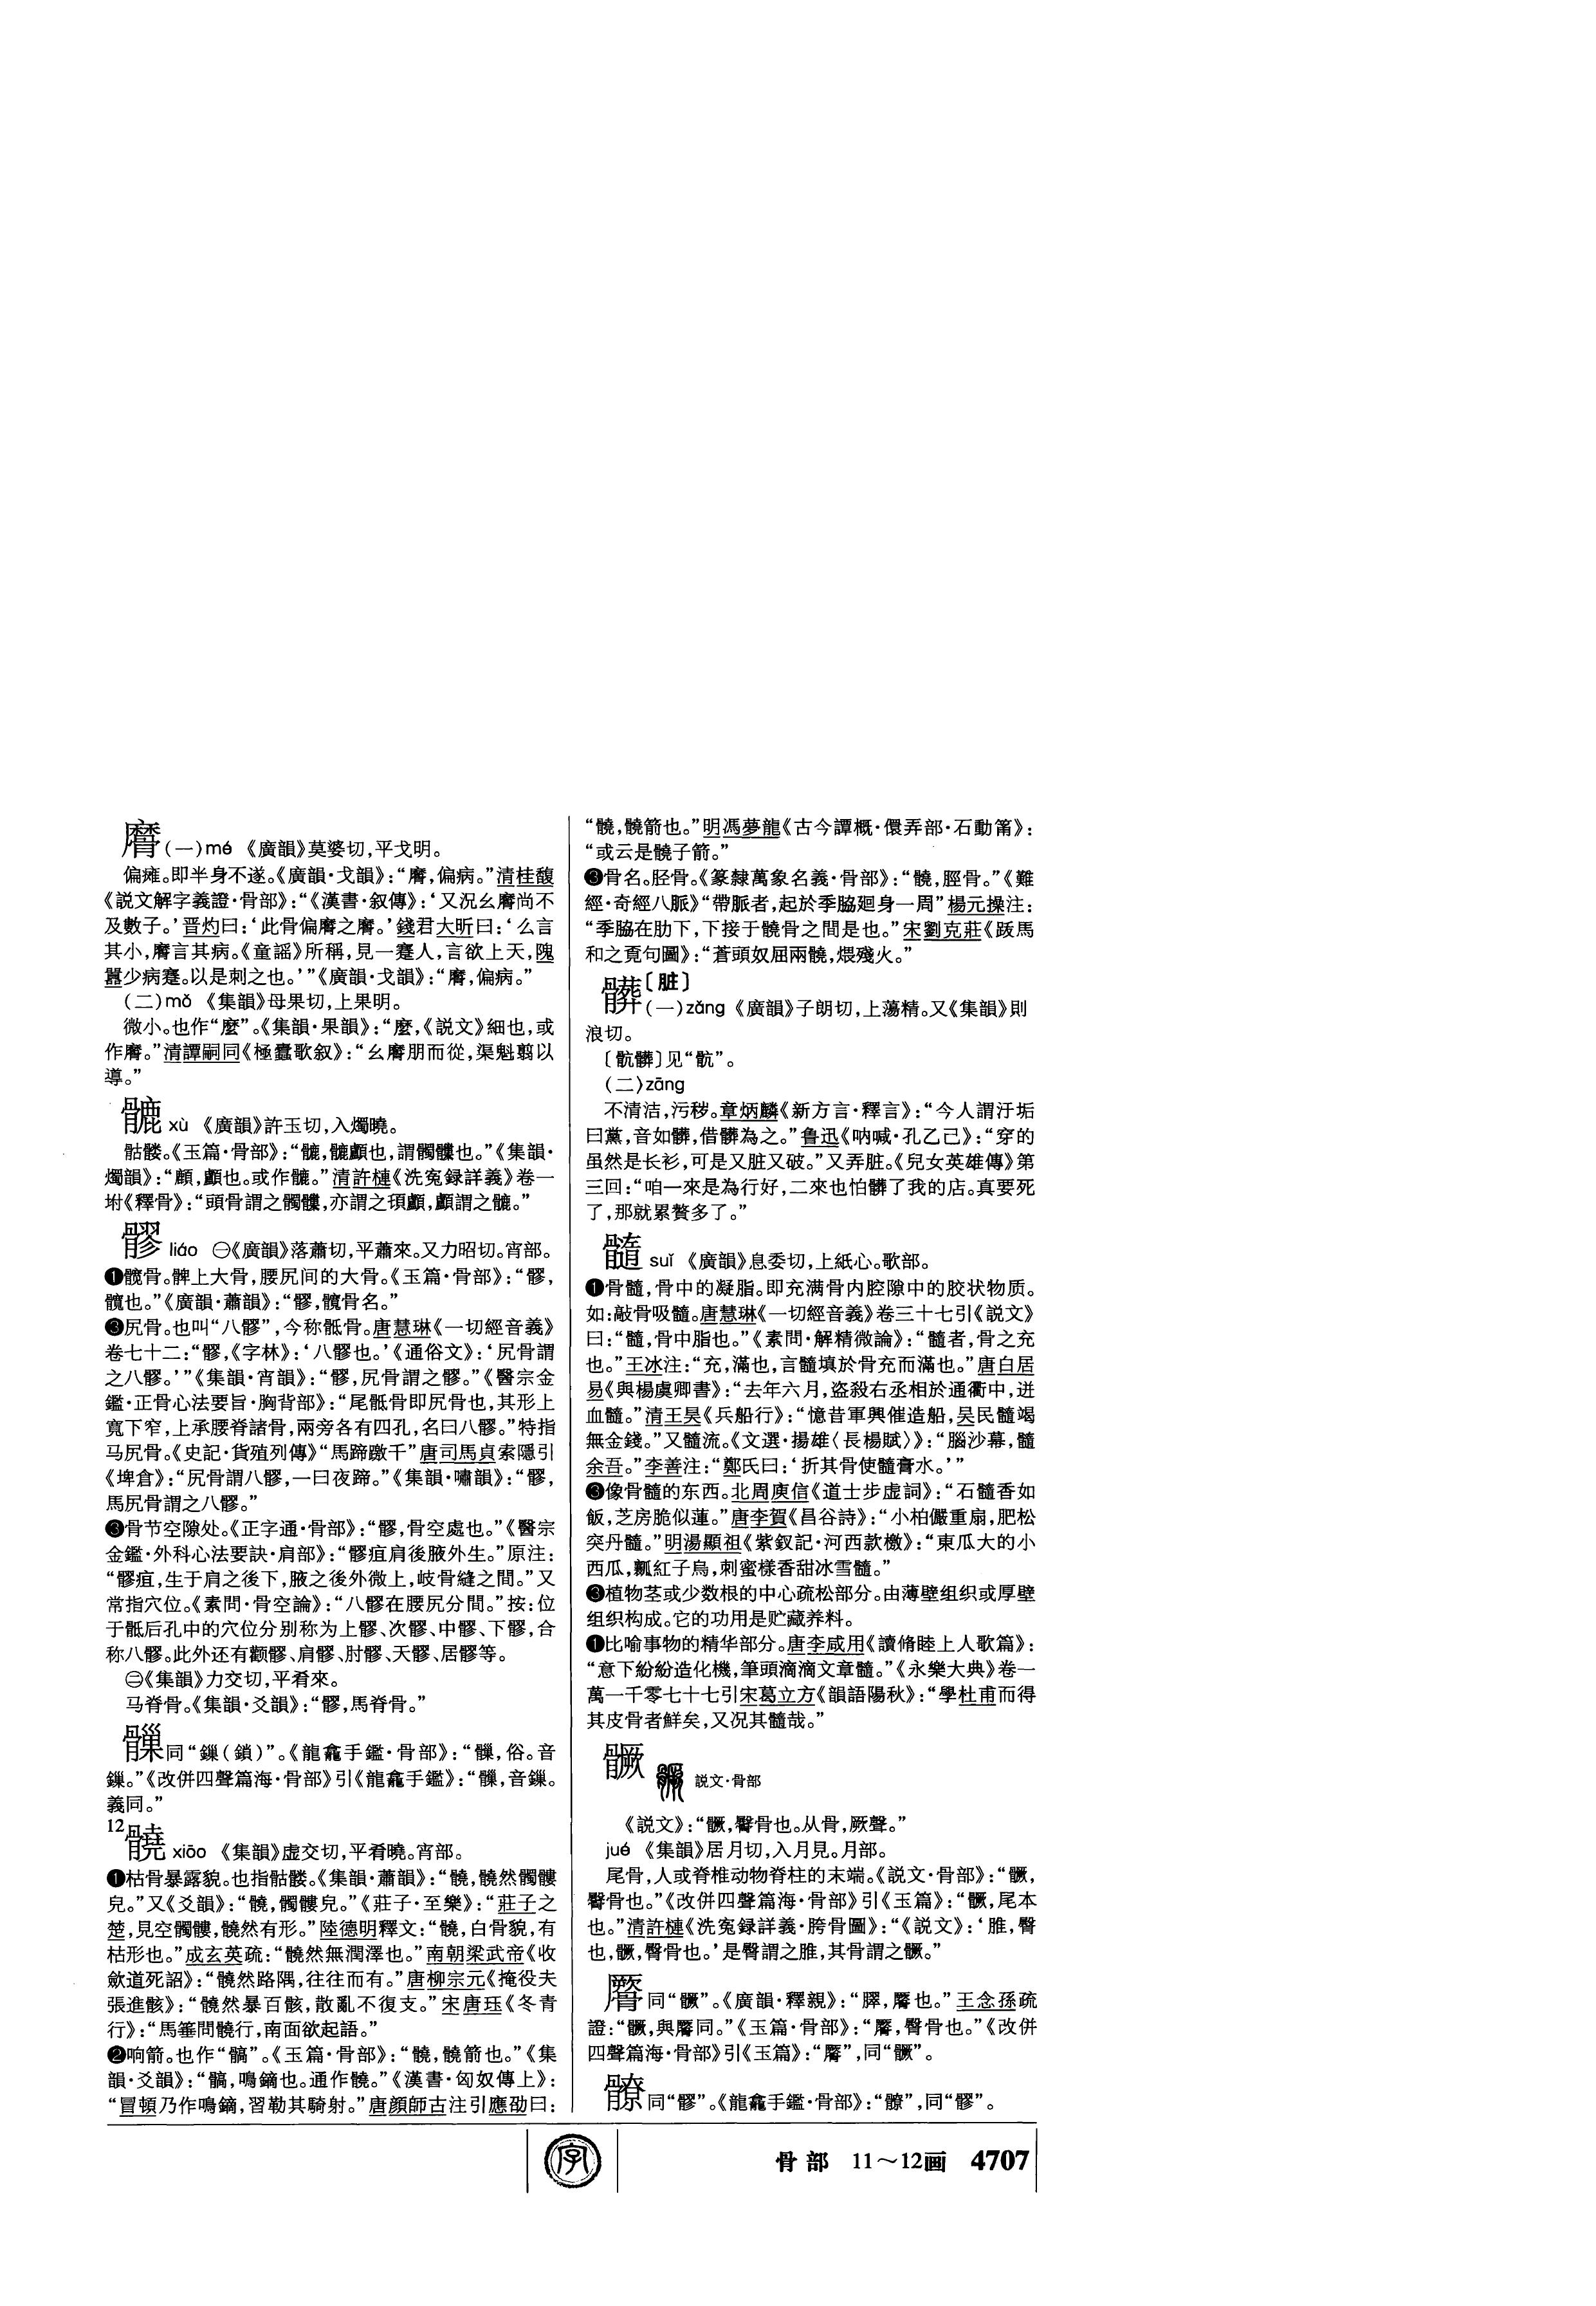 髍(一)mé 《廣韻》莫婆切,平戈明。
偏瘫。即半身不遂。《廣韻·戈韻》:“髍,偏病。”清桂馥
《説文解字義證·骨部》:“《漢書·叙傳》:‘又況幺髍尚不
及數子。’晋灼曰:‘此骨偏髍之髍。’錢君大昕曰:‘幺言
其小,髍言其病。《童謡》所稱,見一蹇人,言欲上天,隗
囂少病蹇。以是刺之也。’”《廣韻·戈韻》:“髍,偏病。”
(二)mǒ 《集韻》母果切,上果明。
微小。也作“麼”。《集韻·果韻》:“麼,《説文》細也,或
作髍。”清譚嗣同《極蠢歌叙》:“幺髍朋而從,渠魁翦以
導。”
xù 《廣韻》許玉切,入燭曉。
骷髅。《玉篇·骨部》:“也,謂髑髏也。”《集韻·
燭韻》:“也。或作。”清許槤《洗冤録詳義》卷一
坿《釋骨》:“頭骨謂之髑髏,亦謂之頊顱,顱謂之。”
髎 liáo ㊀《廣韻》落蕭切,平蕭來。又力昭切。宵部。
❶髋骨。髀上大骨,腰尻间的大骨。《玉篇·骨部》:“髎,
髖也。”《廣韻·蕭韻》:“髎,髖骨名。”
❸尻骨。也叫“八髎”,今称骶骨。唐慧琳《一切經音義》
卷七十二:“髎,《字林》:‘八髎也。’《通俗文》:‘尻骨謂
之八髎。’”《集韻·宵韻》:“髎,尻骨謂之髎。”《醫宗金
鑑·正骨心法要旨·胸背部》:“尾骶骨即尻骨也,其形上
寬下窄,上承腰脊諸骨,兩旁各有四孔,名曰八髎。”特指
马尻骨。《史記·貨殖列傳》“馬蹄躈千”唐司馬貞索隱引
《埤倉》:“尻骨謂八髎,一曰夜蹄。”《集韻·嘯韻》:“髎,
馬尻骨謂之八髎。”
❸骨节空隙处。《正字通·骨部》:“髎,骨空處也。”《醫宗
金鑑·外科心法要訣·肩部》:“髎疽肩後腋外生。”原注:
“髎疽,生于肩之後下,腋之後外微上,岐骨縫之間。”又
常指穴位。《素問·骨空論》:“八髎在腰尻分間。”按:位
于骶后孔中的穴位分别称为上髎、次髎、中髎、下髎,合
称八髎。此外还有颧髎、肩髎、肘髎、天髎、居髎等。
㊁《集韻》力交切,平肴來。
马脊骨。《集韻·爻韻》:“髎,馬脊骨。”
同“鏁(鎖)”。《龍龕手鑑·骨部》:“俗。音
鏁。”《改併四聲篇海·骨部》引《龍龕手鑑》:“音鏁。
義同。”
12
髐 xiāo 《集韻》虚交切,平肴曉。宵部。
❶枯骨暴露貌。也指骷髅。《集韻·蕭韻》:“髐,髐然髑髏
皃。”又《爻韻》:“髐,髑髏皃。”《莊子·至樂》:“莊子之
楚,見空髑髏,髐然有形。”陸德明釋文:“髐,白骨貌,有
枯形也。”成玄英疏:“髐然無潤澤也。”南朝梁武帝《收
斂道死詔》:“髐然路隅,往往而有。”唐柳宗元《掩役夫
張進骸》:“髐然暴百骸,散亂不復支。”宋唐珏《冬青
行》:“馬箠問髐行,南面欲起語。”
❷响箭。也作“髇”。《玉篇·骨部》:“髐,髐箭也。”《集
韻·爻韻》:“髇,鳴鏑也。通作髐。”《漢書·匈奴傳上》:
“冒頓乃作鳴鏑,習勒其騎射。”唐顔師古注引應劭曰:
“髐,髐箭也。”明馮夢龍《古今譚概·儇弄部·石動筩》:
“或云是髐子箭。”
❸骨名。胫骨。《篆隸萬象名義·骨部》:“髐,脛骨。”《難
經·奇經八脈》“帶脈者,起於季脇廻身一周”楊元操注:
“季脇在肋下,下接于髐骨之間是也。”宋劉克莊《跋馬
和之覔句圖》:“蒼頭奴屈兩髐,煨殘火。”
髒〔脏〕
(一)zǎng 《廣韻》子朗切,上蕩精。又《集韻》則
浪切。
〔骯髒〕见“骯”。
(二)zāng
不清洁,污秽。章炳麟《新方言·釋言》:“今人謂汙垢
曰黨,音如髒,借髒為之。”鲁迅《呐喊·孔乙己》:“穿的
虽然是长衫,可是又脏又破。”又弄脏。《兒女英雄傳》第
三回:“咱一來是為行好,二來也怕髒了我的店。真要死
了,那就累贅多了。”
髓 suǐ 《廣韻》息委切,上紙心。歌部。
❶骨髓,骨中的凝脂。即充满骨内腔隙中的胶状物质。
如:敲骨吸髓。唐慧琳《一切經音義》卷三十七引《説文》
曰:“髓,骨中脂也。”《素問·解精微論》:“髓者,骨之充
也。”王冰注:“充,滿也,言髓填於骨充而滿也。”唐白居
易《與楊虞卿書》:“去年六月,盗殺右丞相於通衢中,迸
血髓。”清王昊《兵船行》:“憶昔軍興催造船,吴民髓竭
無金錢。”又髓流。《文選·揚雄〈長楊賦〉》:“腦沙幕,髓
余吾。”李善注:“鄭氏曰:‘折其骨使髓膏水。’”
❸像骨髓的东西。北周庾信《道士步虚詞》:“石髓香如
飯,芝房脆似蓮。”唐李賀《昌谷詩》:“小柏儼重扇,肥松
突丹髓。”明湯顯祖《紫釵記·河西款檄》:“東瓜大的小
西瓜,瓤紅子烏,刺蜜樣香甜冰雪髓。”
❸植物茎或少数根的中心疏松部分。由薄壁组织或厚壁
组织构成。它的功用是贮藏养料。
❶比喻事物的精华部分。唐李咸用《讀脩睦上人歌篇》:
“意下紛紛造化機,筆頭滴滴文章髓。”《永樂大典》卷一
萬一千零七十七引宋葛立方《韻語陽秋》:“學杜甫而得
其皮骨者鮮矣,又況其髓哉。”
説文·骨部
《説文》:“𩪗,臀骨也。从骨,厥聲。”
jué 《集韻》居月切,入月見。月部。
尾骨,人或脊椎动物脊柱的末端。《説文·骨部》:“𩪗,
臀骨也。”《改併四聲篇海·骨部》引《玉篇》:“𩪗,尾本
也。”清許槤《洗冤録詳義·胯骨圖》:“《説文》:‘脽,臀
也,𩪗,臀骨也。’是臀謂之脽,其骨謂之𩪗。”
同“𩪗”。《廣韻·釋親》:“也。”王念孫疏
證:“𩪗,與同。”《玉篇·骨部》:“臀骨也。”《改併
四聲篇海·骨部》引《玉篇》:同“𩪗”。
同“髎”。《龍龕手鑑·骨部》:同“髎”。
字
骨部 11～12画 4707